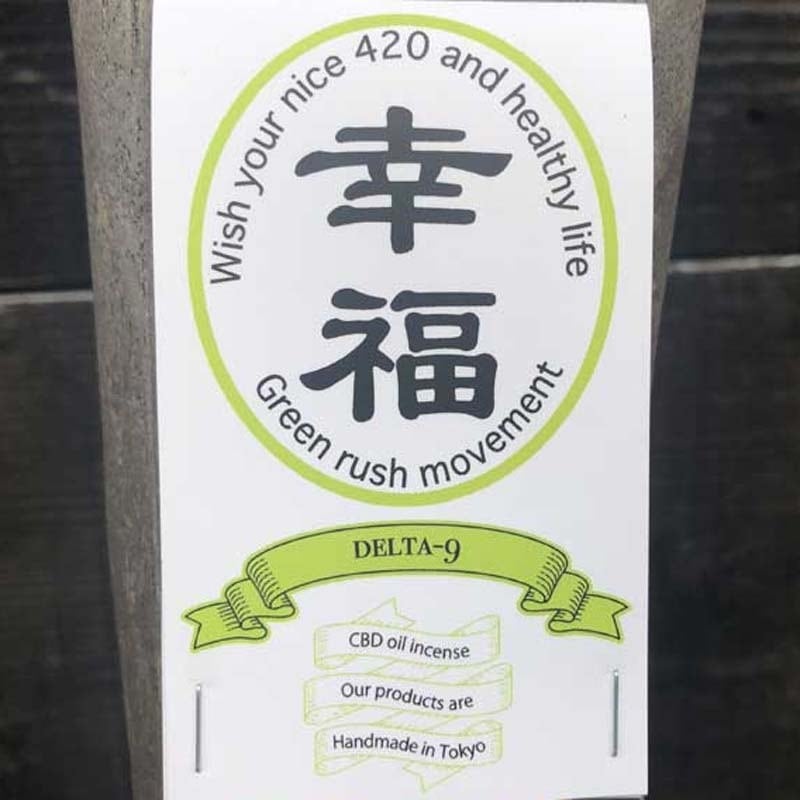 Wish your nice 420 and healthy life
幸
福
Green rush movement
DELTA-9
CBD oil incense
Our products are
Handmade in Tokyo